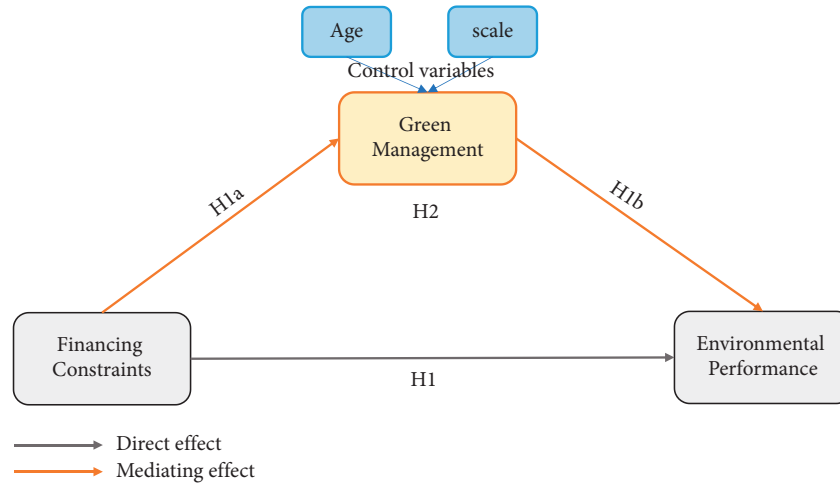 Age
scale
Control variables
Green
Management
H1a
H1b
H2
Financing
Constraints
Environmental
Performance
H1
Direct effect
Mediating effect